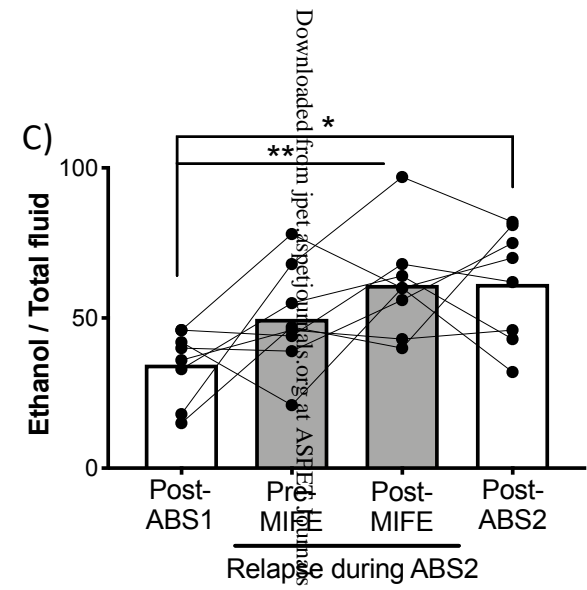 C)
*
**
100
50
0
Ethanol / Total fluid
Post-
ABS1
Pre-
MIFE
Post-
MIFE
Post-
ABS2
Relapse during ABS2
Downloaded from jpet.aspetjournals.org at ASPET Journals